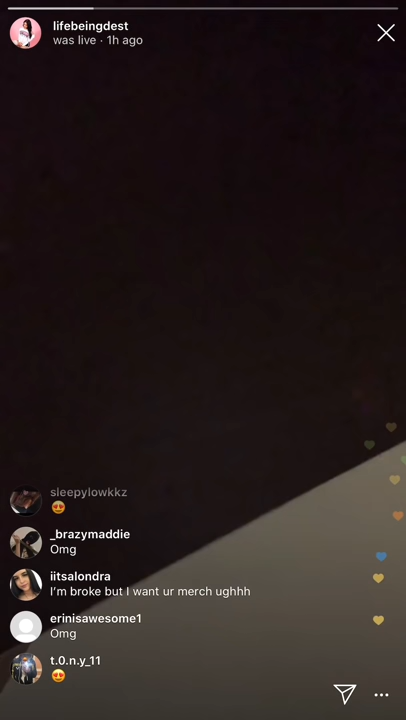 lifebeingdest
was live · 1h ago
sleepylowkkz
😍
_brazymaddie
Omg
iitsalondra
I'm broke but I want ur merch ughhh
erinisawesome1
Omg
t.0.n.y_11
😍